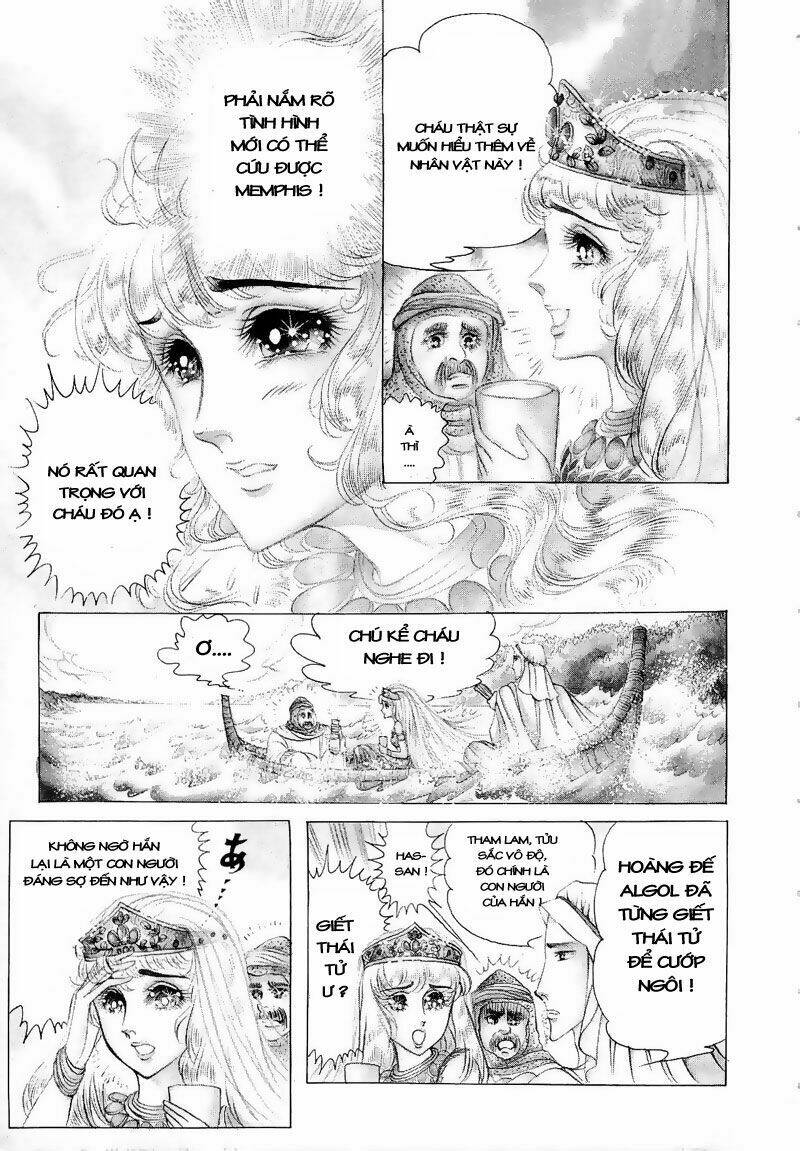 CHÁU THẬT SỰ
MUỐN HIỂU THÊM VỀ
NHÂN VẬT NÀY !
À
THÌ
....
PHẢI NẮM RÕ
TÌNH HÌNH
MỚI CÓ THỂ
CỨU ĐƯỢC
MEMPHIS !
NÓ RẤT QUAN
TRỌNG VỚI
CHÁU ĐÓ Ạ !
CHÚ KỂ CHÁU
NGHE ĐI !
Ơ....
HOÀNG ĐẾ
ALGOL ĐÃ
TỪNG GIẾT
THÁI TỬ
ĐỂ CƯỚP
NGÔI !
THAM LAM, TỬU
SẮC VÔ ĐỘ,
ĐÓ CHÍNH LÀ
CON NGƯỜI
CỦA HẮN !
HAS-
SAN !
GIẾT
THÁI
TỬ
Ư ?
KHÔNG NGỜ HẮN
LẠI LÀ MỘT CON NGƯỜI
ĐÁNG SỢ ĐẾN NHƯ VẬY !
あ…